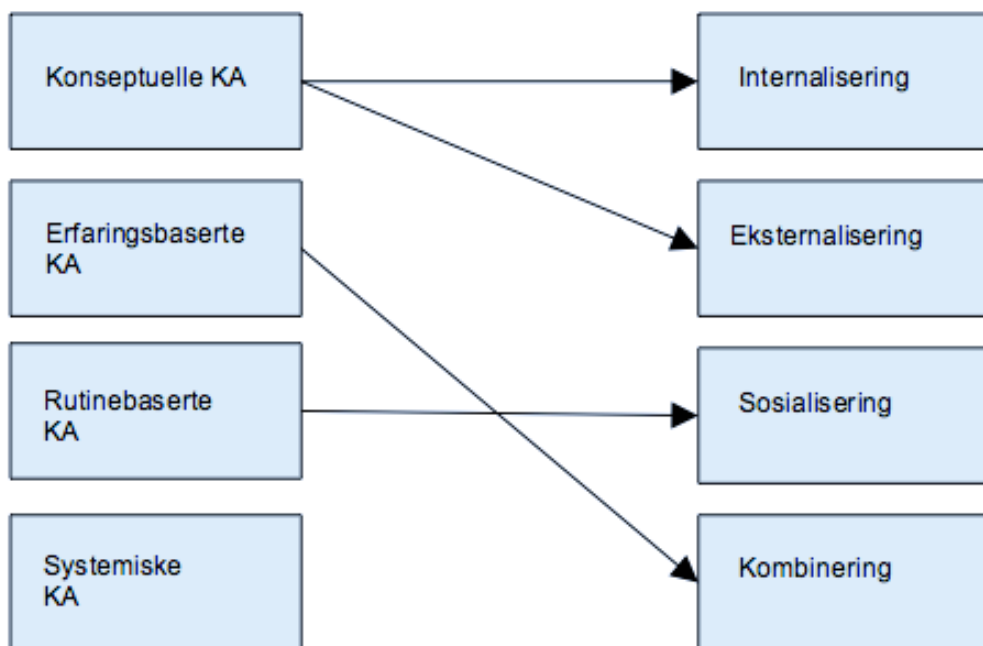 Konseptuelle KA
Internalisering
Erfaringsbaserte
KA
Eksternalisering
Rutinebaserte
KA
Sosialisering
Systemiske
KA
Kombinering